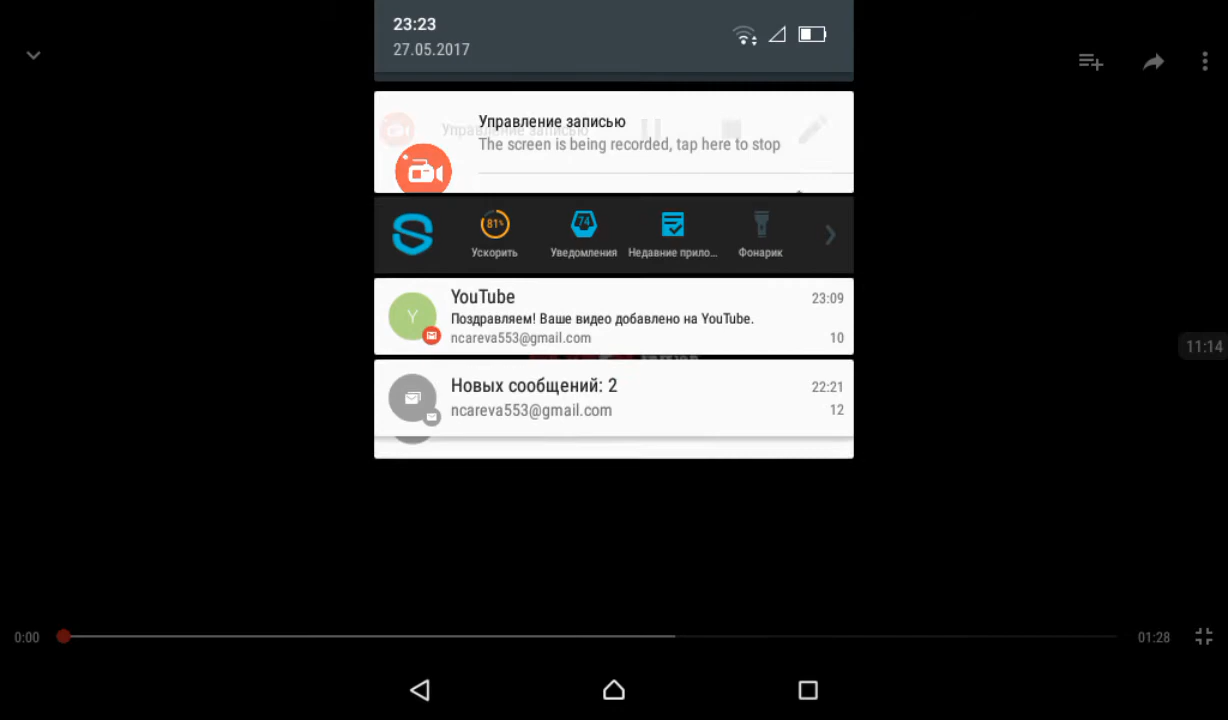 23:23
27.05.2017
Управление записью
Управление записью
The screen is being recorded, tap here to stop
81%
74
Ускорить
Уведомления
Недавние прило...
Фонарик
YouTube
23:09
Y
Поздравляем! Ваше видео добавлено на YouTube.
ncareva553@gmail.com
10
11:14
Новых сообщений: 2
22:21
ncareva553@gmail.com
12
0:00
01:28